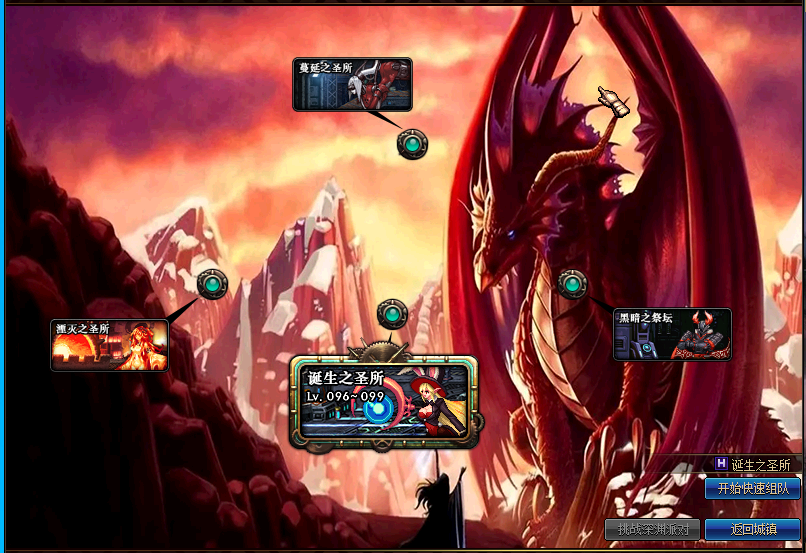 蔓延之圣所
湮灭之圣所
黑暗之祭坛
诞生之圣所
Lv. 096~099
H 诞生之圣所
开始快速组队
挑战深渊派对
返回城镇